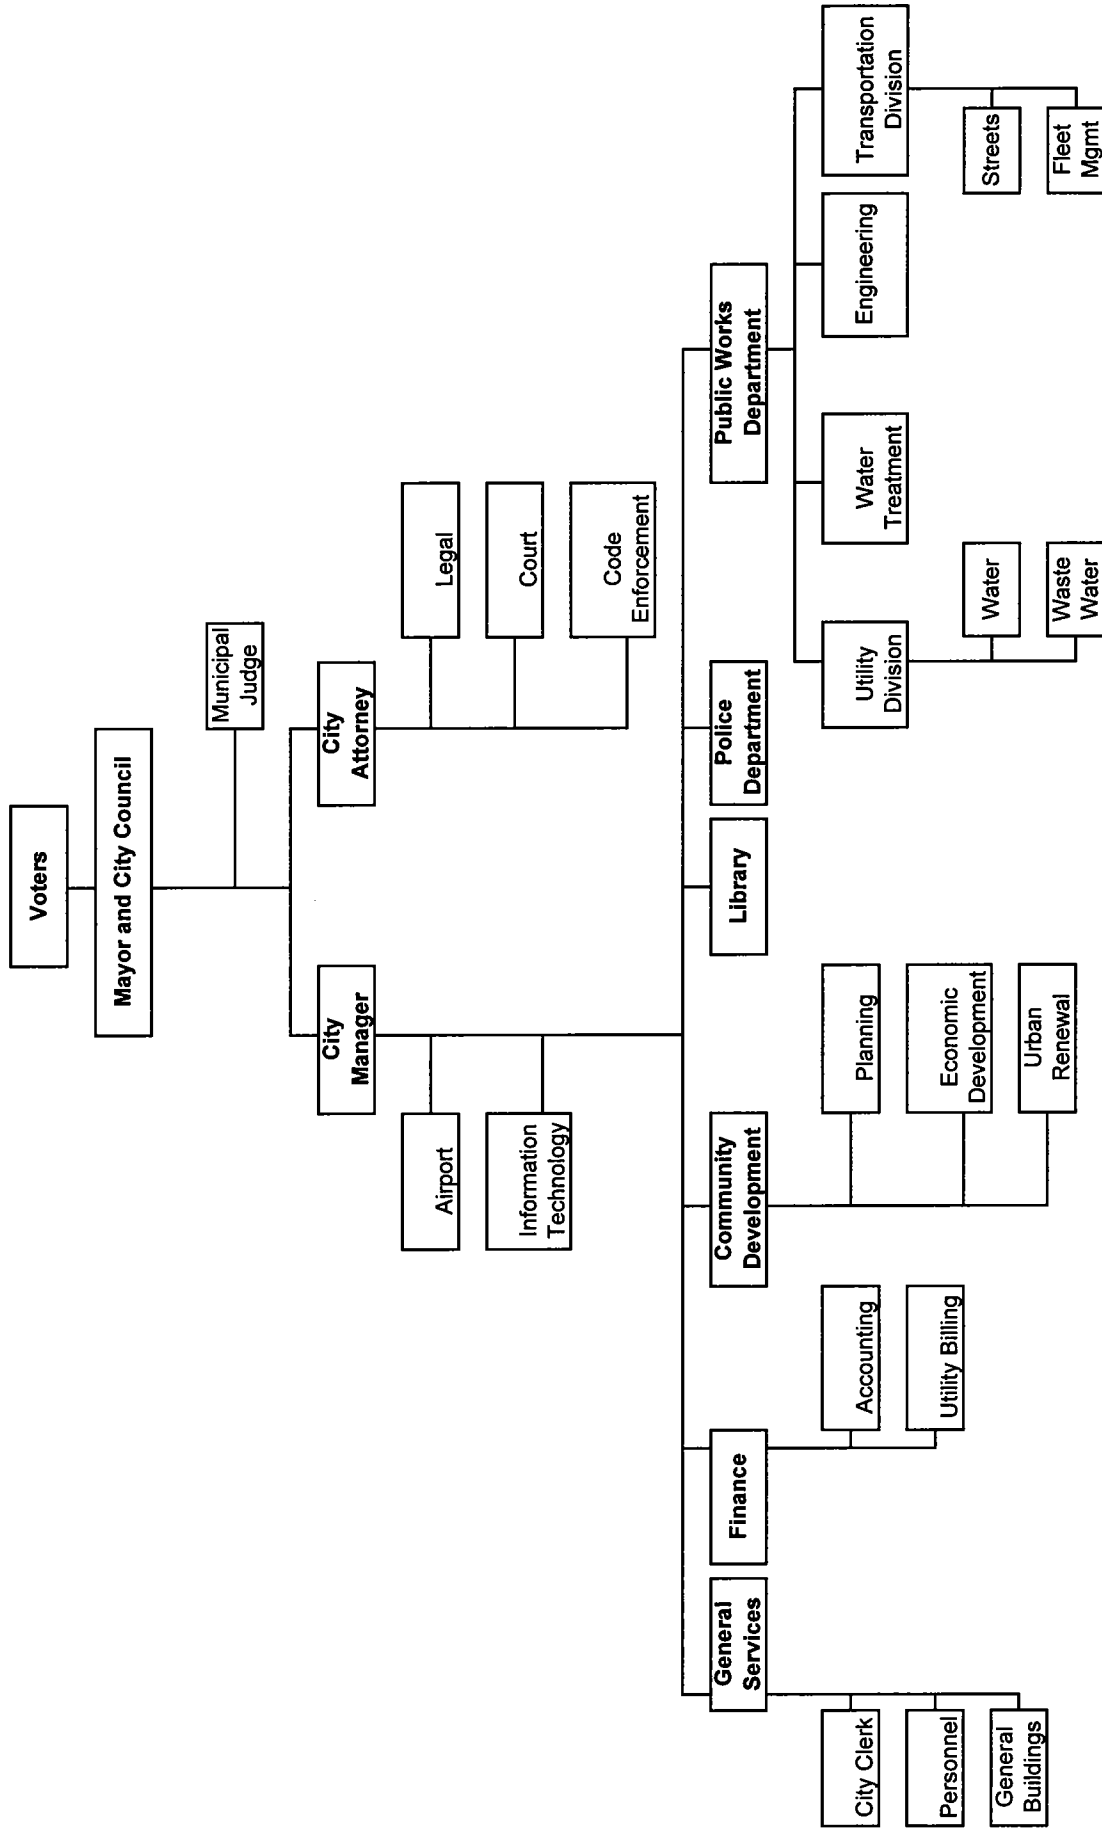 Voters
Mayor and City Council
Municipal
Judge
City
Manager
City
Attorney
Airport
Information
Technology
Legal
Court
Code
Enforcement
General
Services
Finance
Community
Development
Library
Police
Department
Public Works
Department
City Clerk
Personnel
General
Buildings
Accounting
Utility Billing
Planning
Economic
Development
Urban
Renewal
Utility
Division
Water
Treatment
Engineering
Transportation
Division
Water
Waste
Water
Streets
Fleet
Mgmt